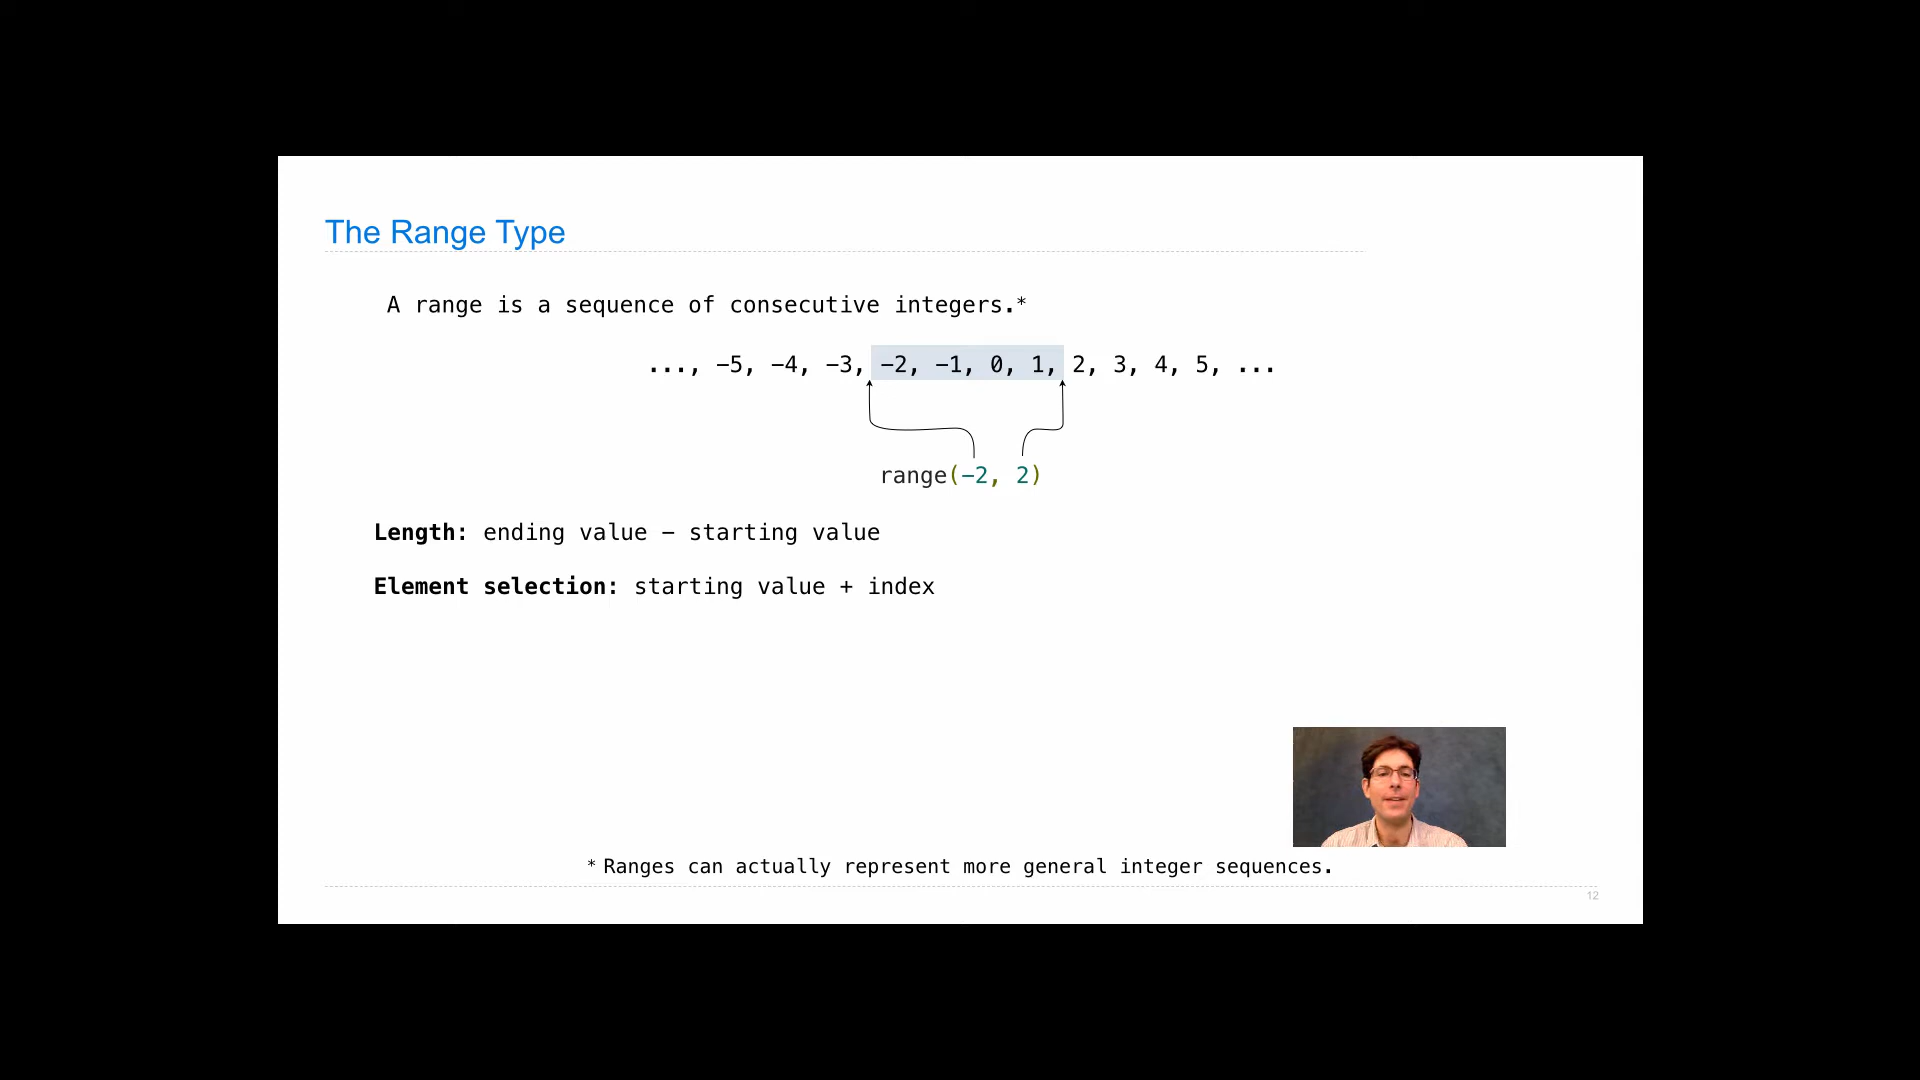 The Range Type
A range is a sequence of consecutive integers.*
..., −5, −4, −3, −2, −1, 0, 1, 2, 3, 4, 5, ...
range(−2, 2)
Length: ending value − starting value
Element selection: starting value + index
* Ranges can actually represent more general integer sequences.
12